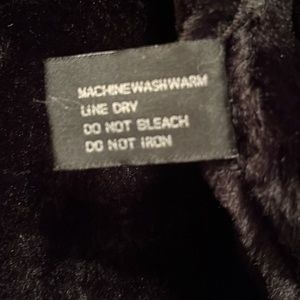 MACHINEWASHWARM
LINE DRY
DO NOT BLEACH
DO NOT IRON